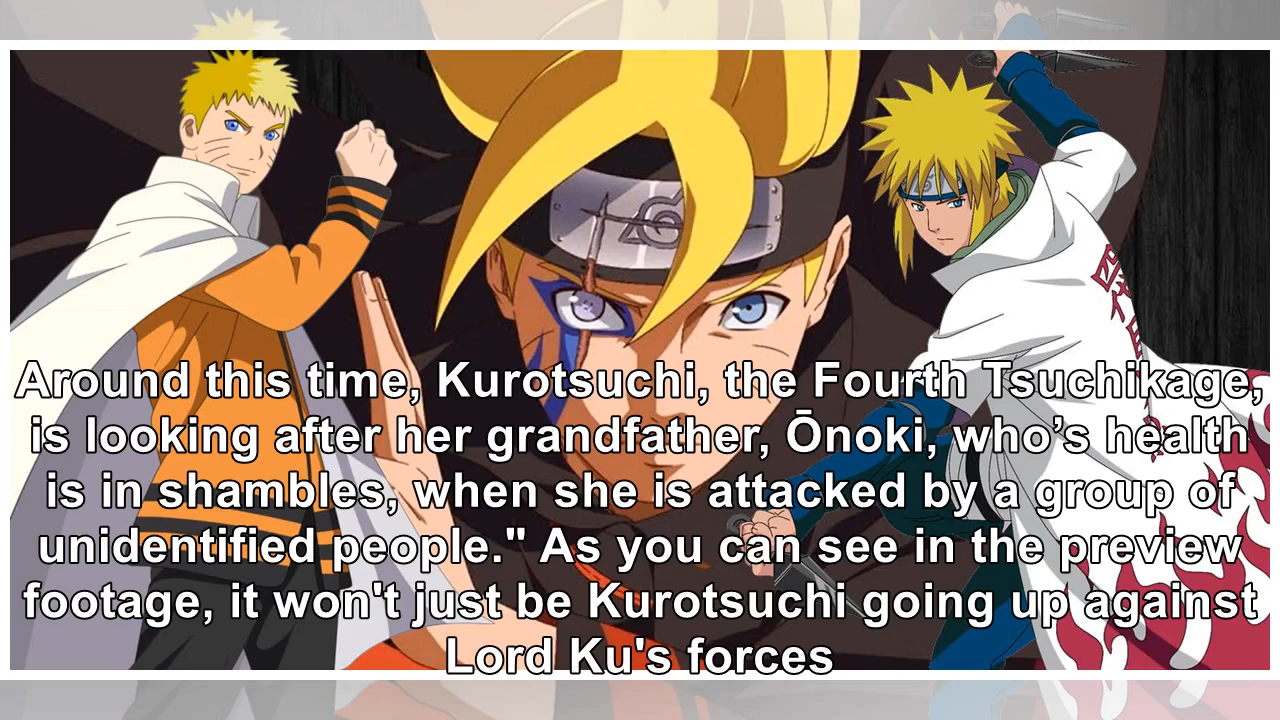 Around this time, Kurotsuchi, the Fourth Tsuchikage,
is looking after her grandfather, Ōnoki, who’s health
is in shambles, when she is attacked by a group of
unidentified people." As you can see in the preview
footage, it won't just be Kurotsuchi going up against
Lord Ku's forces